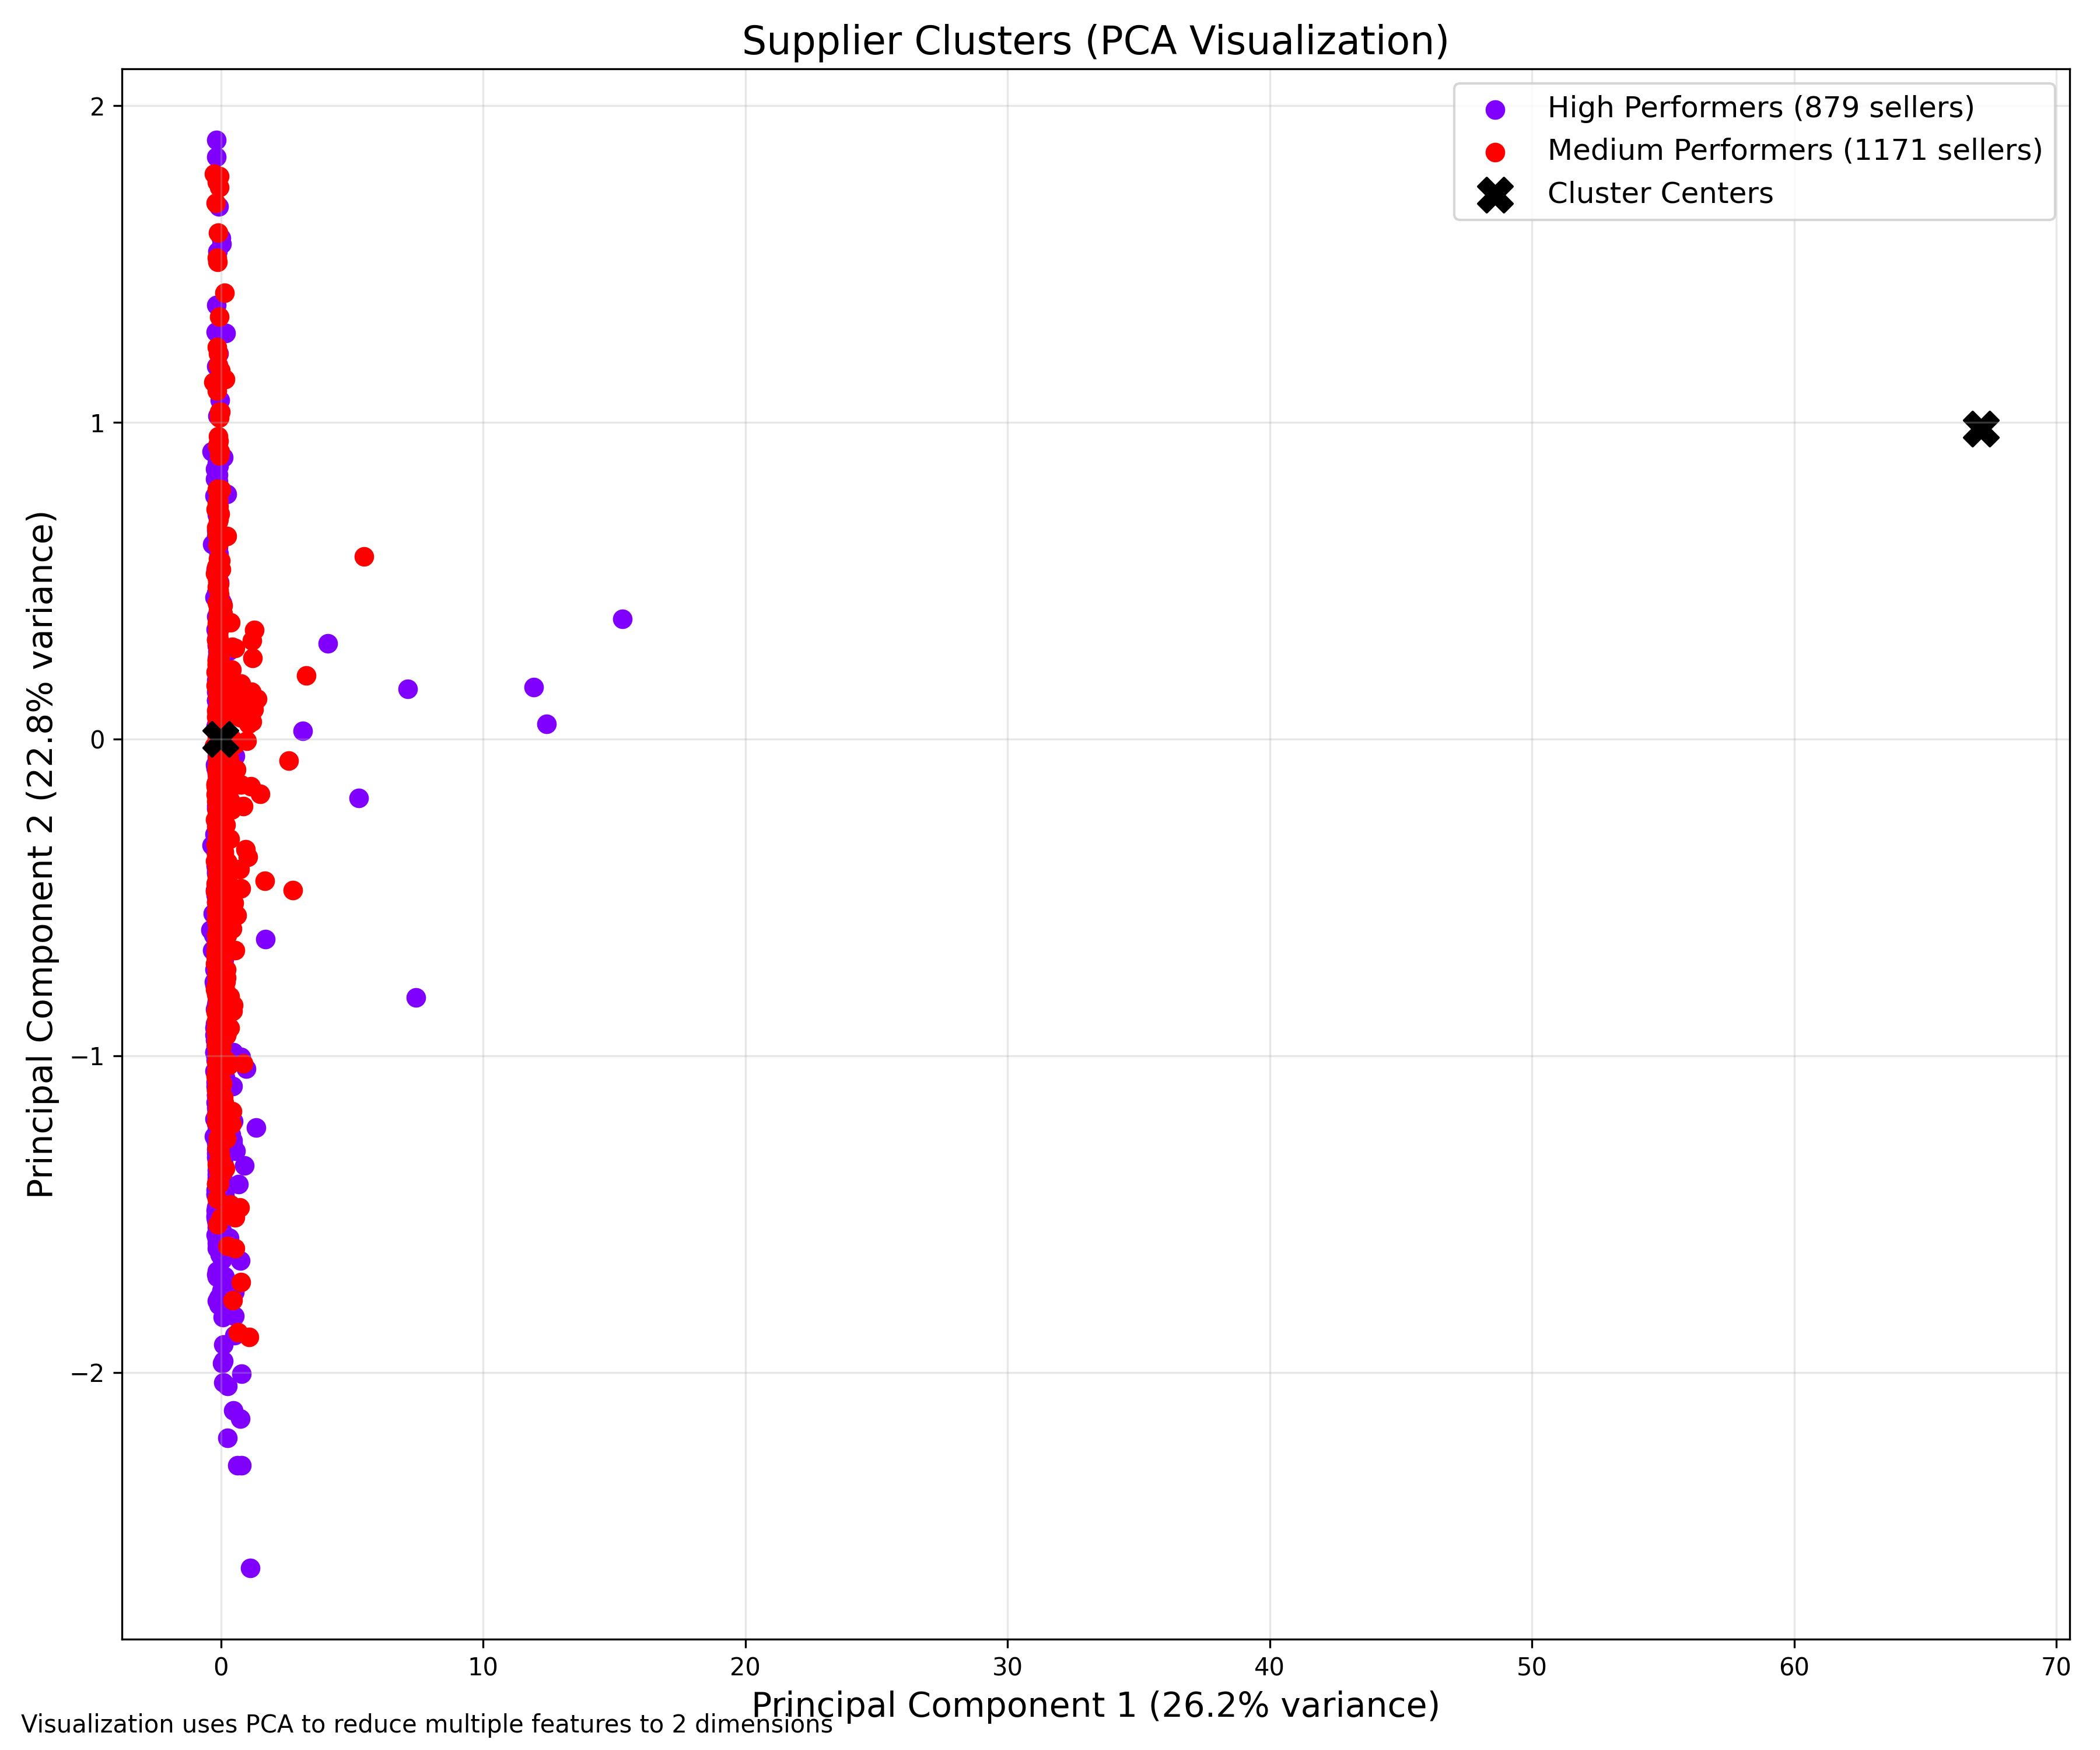 Supplier Clusters (PCA Visualization)
High Performers (879 sellers)
Medium Performers (1171 sellers)
Cluster Centers
Principal Component 2 (22.8% variance)
2
1
0
−1
−2
0 10 20 30 40 50 60 70
Principal Component 1 (26.2% variance)
Visualization uses PCA to reduce multiple features to 2 dimensions